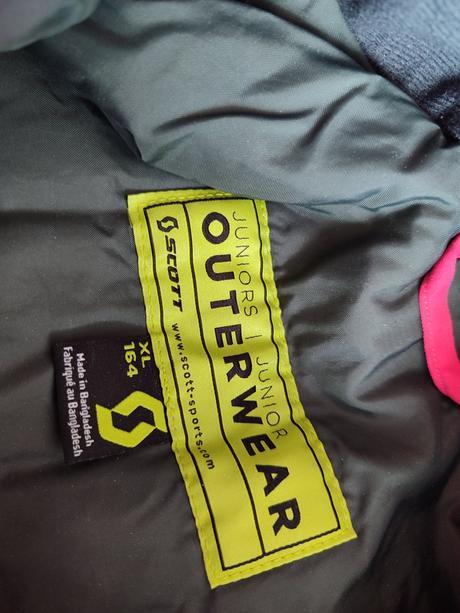 JUNIORS | JUNIOR
OUTERWEAR
SCOTT www.scott-sports.com
XL
164
Made in Bangladesh
Fabriqué au Bangladesh